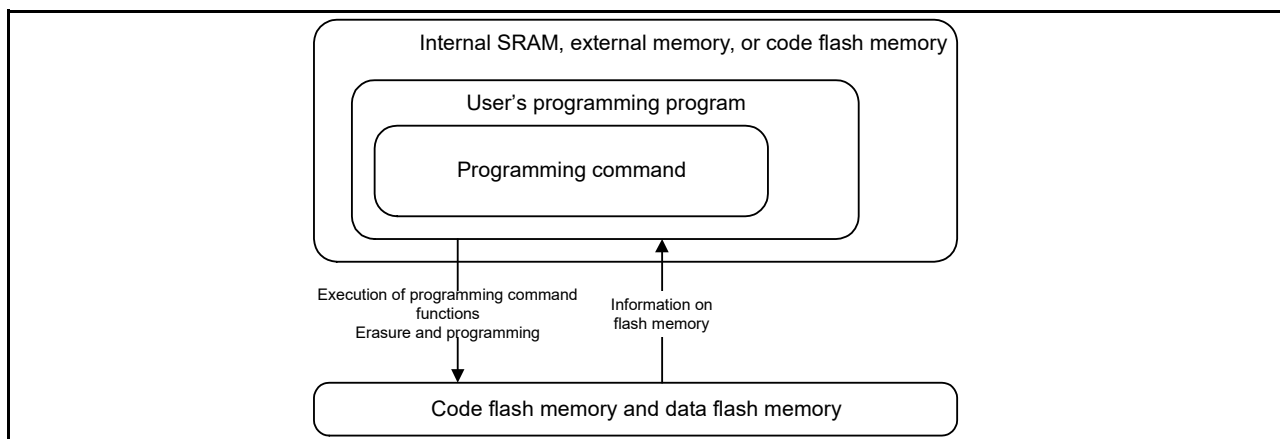 Internal SRAM, external memory, or code flash memory
User's programming program
Programming command
Execution of programming command
functions
Erasure and programming
Information on
flash memory
Code flash memory and data flash memory